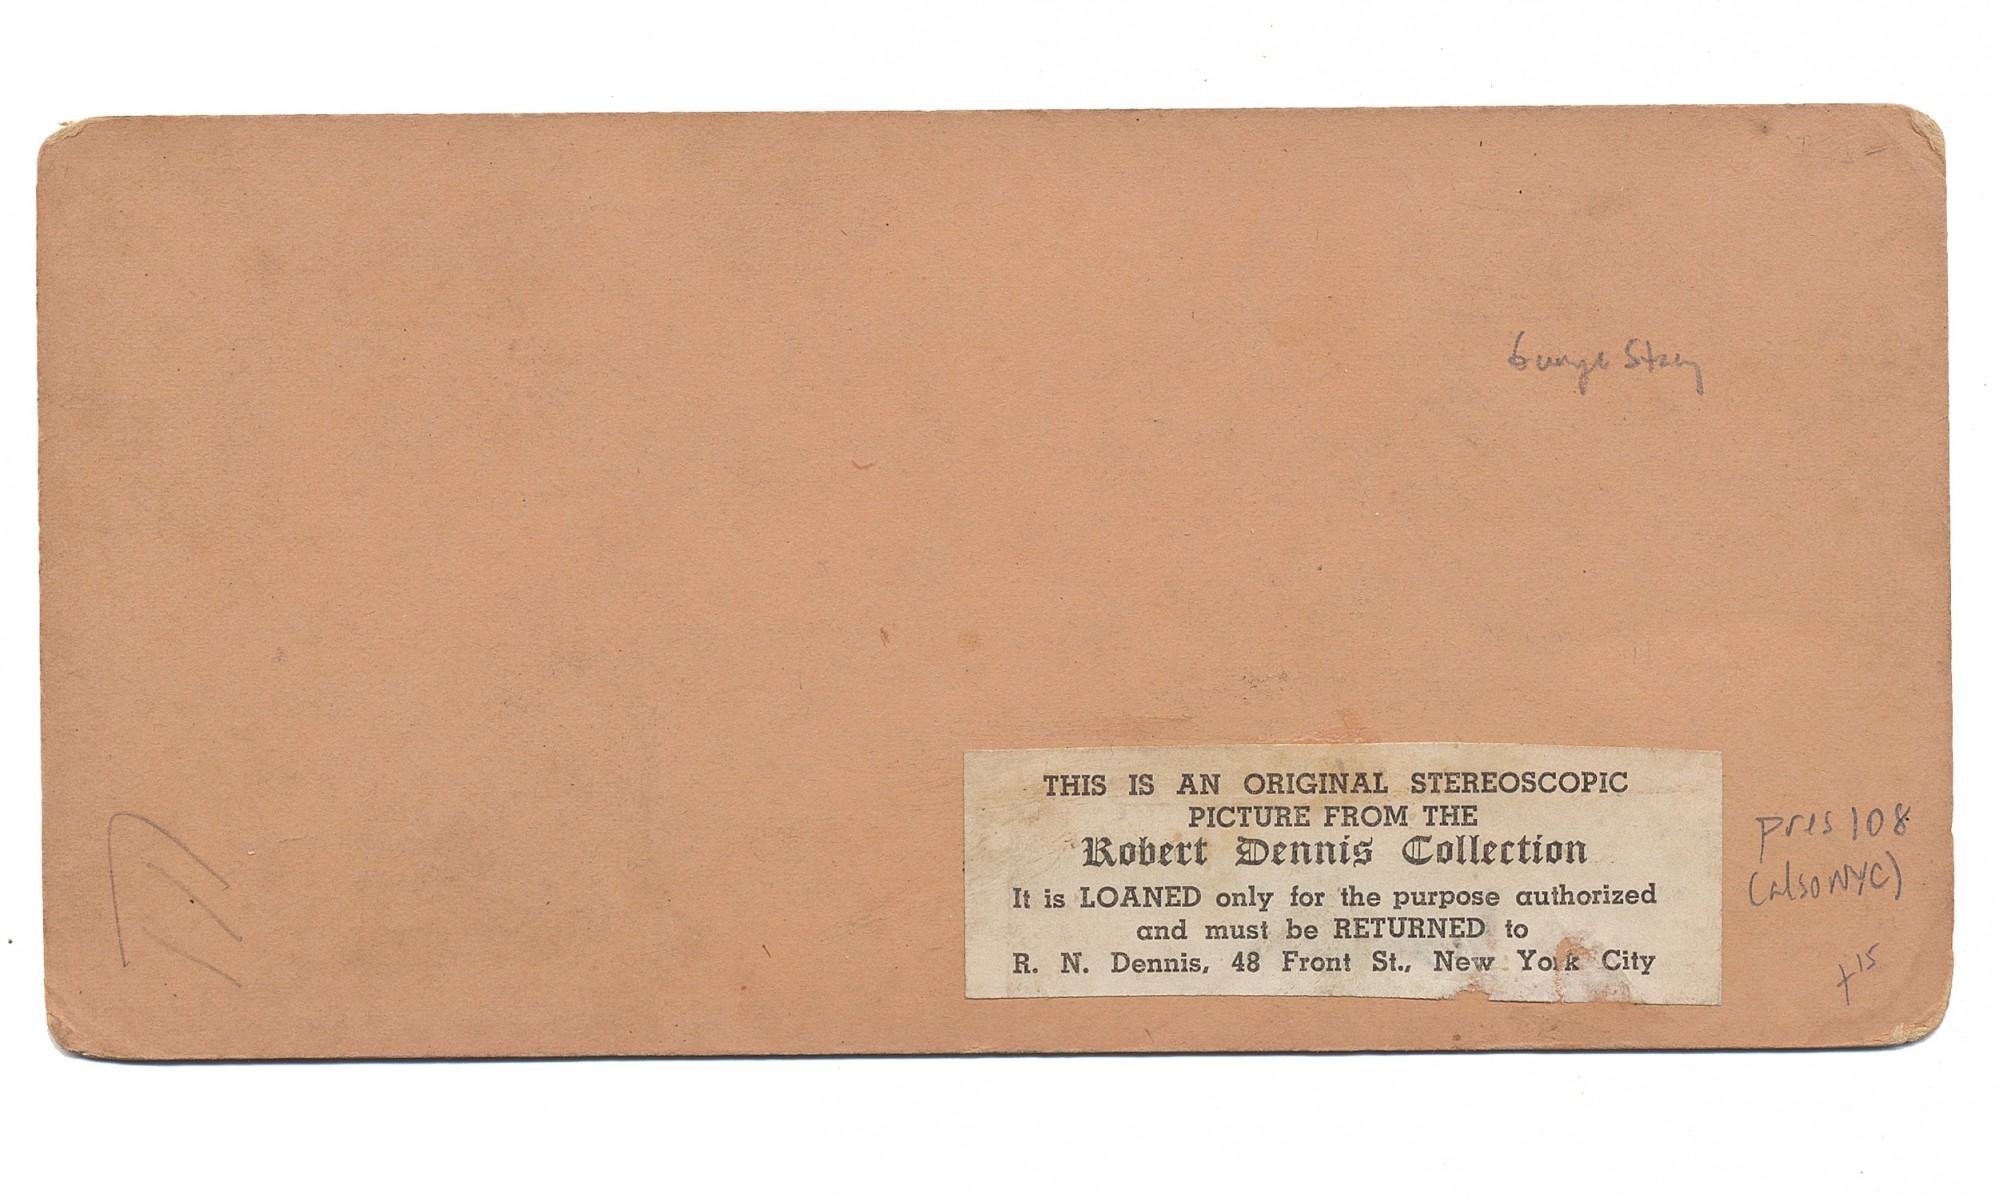 George Stacy
THIS IS AN ORIGINAL STEREOSCOPIC
PICTURE FROM THE
Robert Dennis Collection
It is LOANED only for the purpose authorized
and must be RETURNED to
R. N. Dennis, 48 Front St., New York City
pres 108
(also NYC)
+15